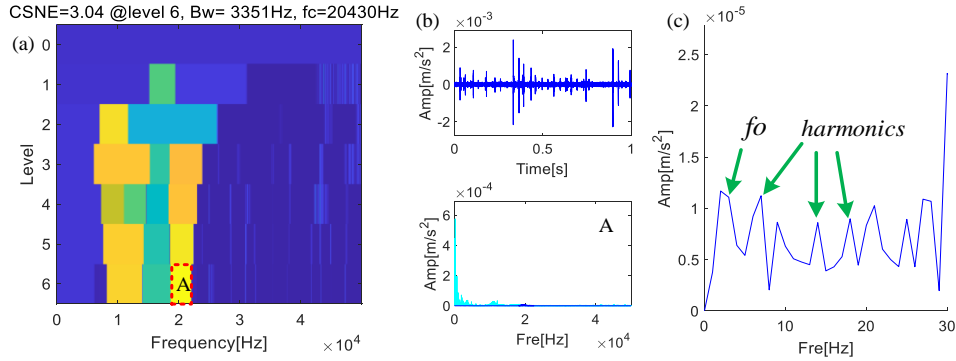 CSNE=3.04 @level 6, Bw= 3351Hz, fc=20430Hz
(a)
Level
0
1
2
3
4
5
6
A
0
1
2
3
4
5
×10^4
Frequency[Hz]
(b)
×10^-3
Amp[m/s^2]
2
0
-2
0
0.5
1
Time[s]
×10^-4
Amp[m/s^2]
6
4
2
0
A
0
2
4
×10^4
Fre[Hz]
(c)
×10^-5
Amp[m/s^2]
2.5
2
1.5
1
0.5
0
fo
harmonics
0
10
20
30
Fre[Hz]